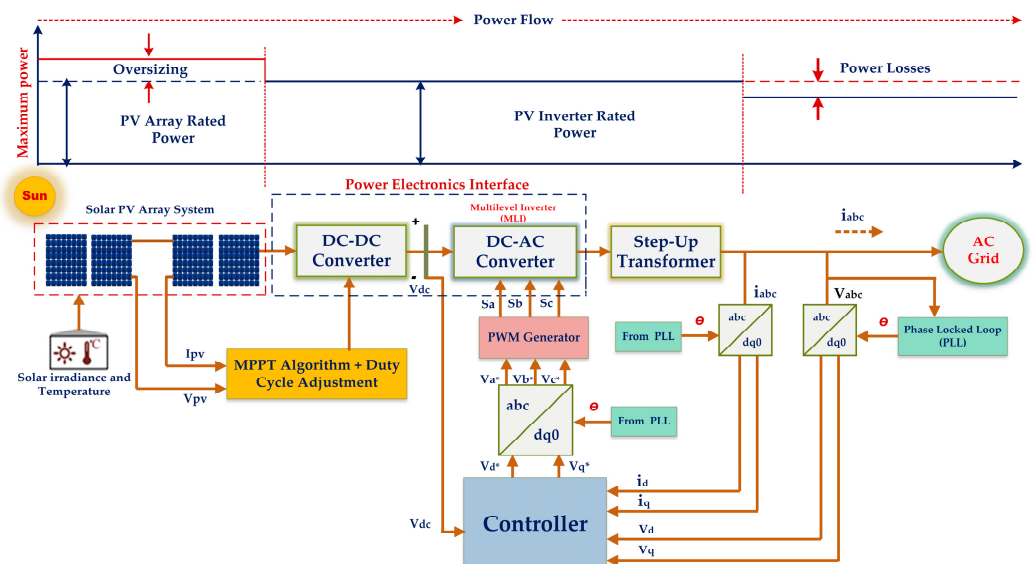 Power Flow
Maximum power
Oversizing
PV Array Rated
Power
PV Inverter Rated
Power
Power Losses
Sun
Solar PV Array System
Power Electronics Interface
Multilevel Inverter
(MLI)
DC-DC
Converter
+
-
Vdc
DC-AC
Converter
Step-Up
Transformer
iabc
AC
Grid
Sa
Sb
Sc
iabc
Vabc
°C
Solar irradiance and
Temperature
Ipv
Vpv
MPPT Algorithm + Duty
Cycle Adjustment
PWM Generator
From PLL
ɵ
abc
dq0
abc
dq0
ɵ
Phase Locked Loop
(PLL)
Va*
Vb*
Vc*
abc
dq0
ɵ
From PLL
Vd*
Vq*
Vdc
Controller
id
iq
Vd
Vq